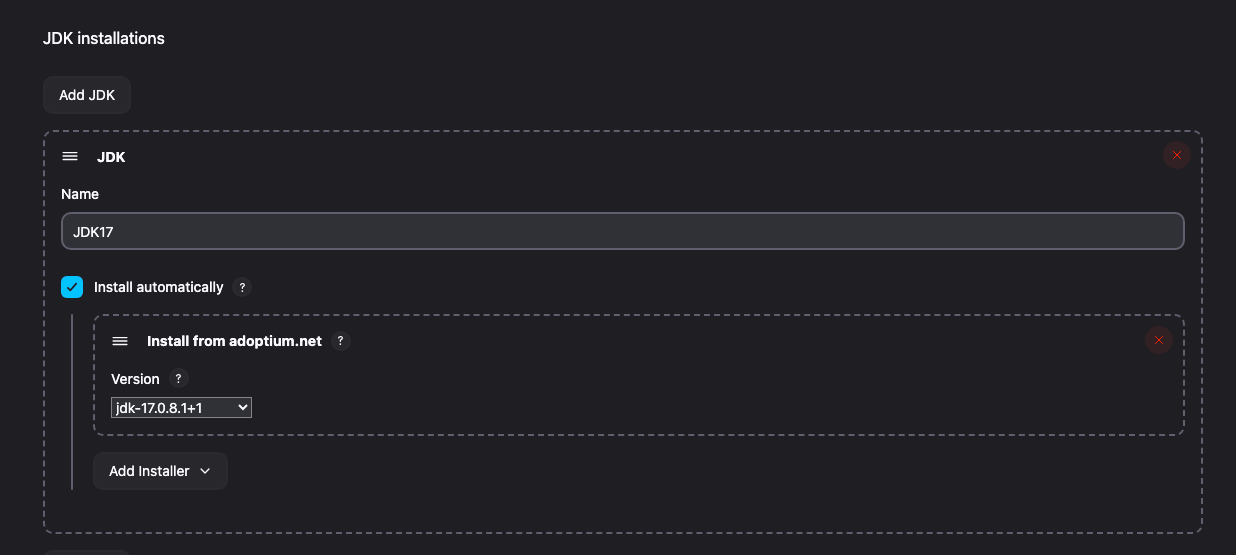 JDK installations
Add JDK
JDK
Name
JDK17
Install automatically ?
Install from adoptium.net ?
Version ?
jdk-17.0.8.1+1
Add Installer